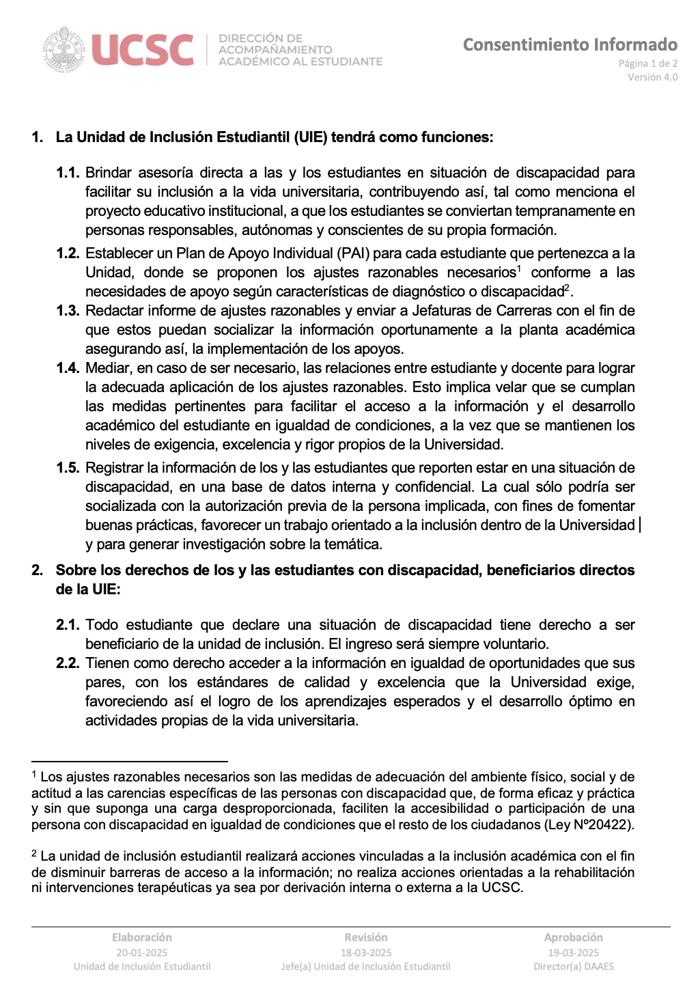 UCSC
DIRECCIÓN DE
ACOMPAÑAMIENTO
ACADÉMICO AL ESTUDIANTE
Consentimiento Informado
Página 1 de 2
Versión 4.0
1. La Unidad de Inclusión Estudiantil (UIE) tendrá como funciones:
1.1. Brindar asesoría directa a las y los estudiantes en situación de discapacidad para
facilitar su inclusión a la vida universitaria, contribuyendo así, tal como menciona el
proyecto educativo institucional, a que los estudiantes se conviertan tempranamente en
personas responsables, autónomas y conscientes de su propia formación.
1.2. Establecer un Plan de Apoyo Individual (PAI) para cada estudiante que pertenezca a la
Unidad, donde se proponen los ajustes razonables necesarios1 conforme a las
necesidades de apoyo según características de diagnóstico o discapacidad2.
1.3. Redactar informe de ajustes razonables y enviar a Jefaturas de Carreras con el fin de
que estos puedan socializar la información oportunamente a la planta académica
asegurando así, la implementación de los apoyos.
1.4. Mediar, en caso de ser necesario, las relaciones entre estudiante y docente para lograr
la adecuada aplicación de los ajustes razonables. Esto implica velar que se cumplan
las medidas pertinentes para facilitar el acceso a la información y el desarrollo
académico del estudiante en igualdad de condiciones, a la vez que se mantienen los
niveles de exigencia, excelencia y rigor propios de la Universidad.
1.5. Registrar la información de los y las estudiantes que reporten estar en una situación de
discapacidad, en una base de datos interna y confidencial. La cual sólo podría ser
socializada con la autorización previa de la persona implicada, con fines de fomentar
buenas prácticas, favorecer un trabajo orientado a la inclusión dentro de la Universidad
y para generar investigación sobre la temática.
2. Sobre los derechos de los y las estudiantes con discapacidad, beneficiarios directos
de la UIE:
2.1. Todo estudiante que declare una situación de discapacidad tiene derecho a ser
beneficiario de la unidad de inclusión. El ingreso será siempre voluntario.
2.2. Tienen como derecho acceder a la información en igualdad de oportunidades que sus
pares, con los estándares de calidad y excelencia que la Universidad exige,
favoreciendo así el logro de los aprendizajes esperados y el desarrollo óptimo en
actividades propias de la vida universitaria.
1 Los ajustes razonables necesarios son las medidas de adecuación del ambiente físico, social y de
actitud a las carencias específicas de las personas con discapacidad que, de forma eficaz y práctica
y sin que suponga una carga desproporcionada, faciliten la accesibilidad o participación de una
persona con discapacidad en igualdad de condiciones que el resto de los ciudadanos (Ley Nº20422).
2 La unidad de inclusión estudiantil realizará acciones vinculadas a la inclusión académica con el fin
de disminuir barreras de acceso a la información; no realiza acciones orientadas a la rehabilitación
ni intervenciones terapéuticas ya sea por derivación interna o externa a la UCSC.
Elaboración Revisión Aprobación
20-01-2025 18-03-2025 19-03-2025
Unidad de Inclusión Estudiantil Jefe(a) Unidad de Inclusión Estudiantil Director(a) DAAES